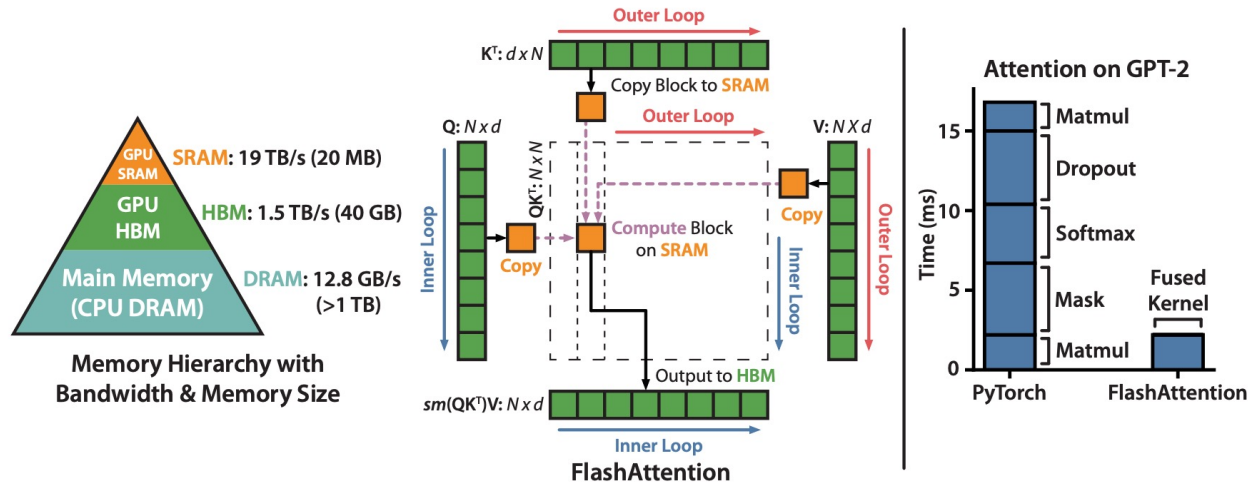 GPU
SRAM
SRAM: 19 TB/s (20 MB)
GPU
HBM
HBM: 1.5 TB/s (40 GB)
Main Memory
(CPU DRAM)
DRAM: 12.8 GB/s
(>1 TB)
Memory Hierarchy with
Bandwidth & Memory Size
Outer Loop
Kᵀ: d x N
Copy Block to SRAM
Outer Loop
Q: N x d
V: N X d
QKᵀ: N x N
Copy
Copy
Compute Block
on SRAM
Inner Loop
Inner Loop
Outer Loop
Output to HBM
sm(QKᵀ)V: N x d
Inner Loop
FlashAttention
Attention on GPT-2
Time (ms)
15
10
5
0
Matmul
Dropout
Softmax
Mask
Matmul
Fused
Kernel
PyTorch
FlashAttention